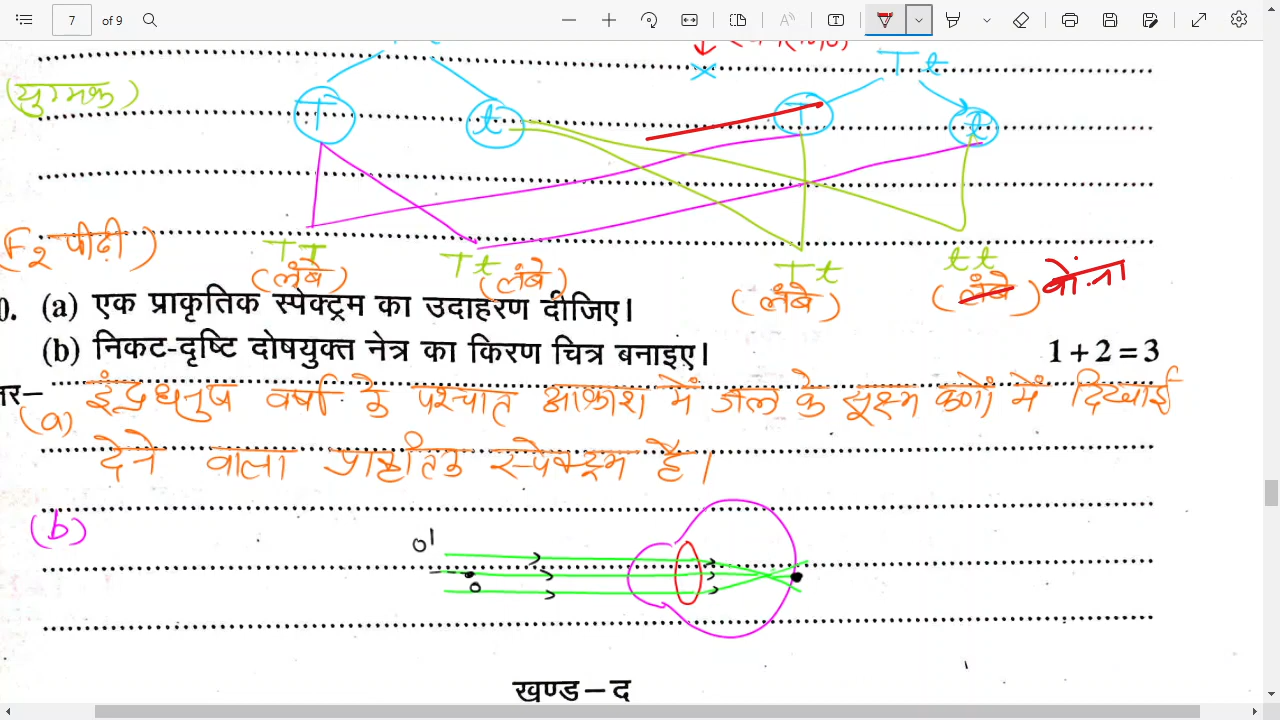 7 of 9
T t
(युग्मक)
T t T t
(F2 पीढ़ी)
TT Tt Tt tt
(लंबे) (लंबे) (लंबे) (लंबे) बौना
0. (a) एक प्राकृतिक स्पेक्ट्रम का उदाहरण दीजिए।
(b) निकट-दृष्टि दोषयुक्त नेत्र का किरण चित्र बनाइए। 1 + 2 = 3
तर–
(a) इंद्रधनुष वर्षा के पश्चात आकाश में जल के सूक्ष्म कणों में दिखाई
देने वाला प्राकृतिक स्पेक्ट्रम है।
(b)
O'
O
खण्ड–द